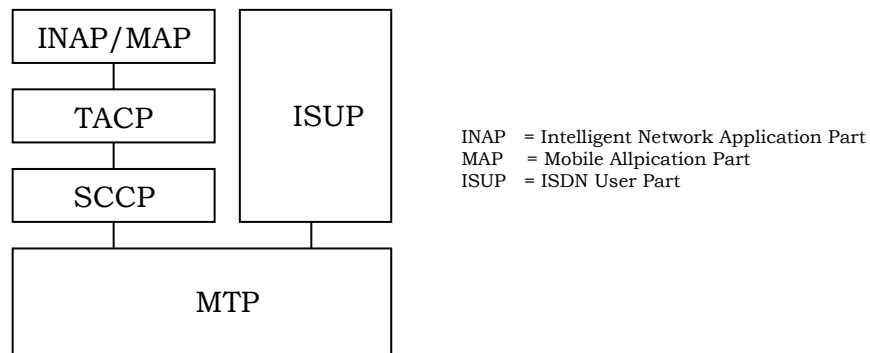 INAP/MAP
TACP
SCCP
ISUP
MTP
INAP = Intelligent Network Application Part
MAP = Mobile Allpication Part
ISUP = ISDN User Part